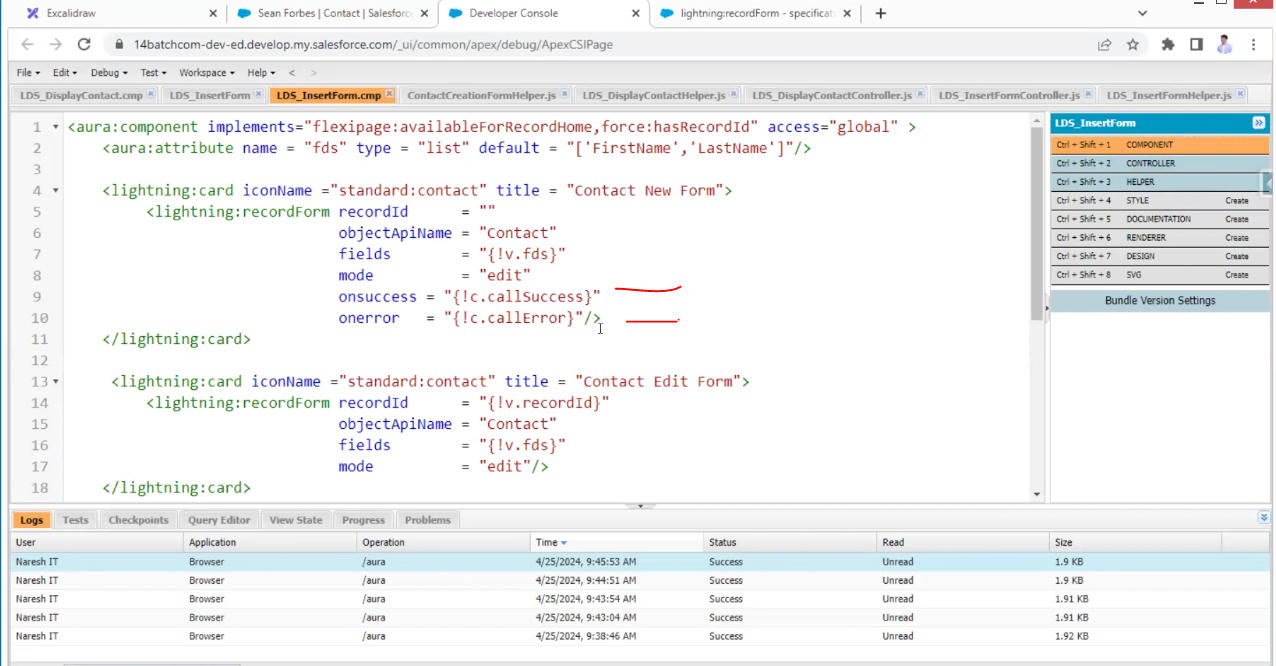 Excalidraw
Sean Forbes | Contact | Salesforc
Developer Console
lightning:recordForm - specificat
14batchcom-dev-ed.develop.my.salesforce.com/_ui/common/apex/debug/ApexCSIPage
File Edit Debug Test Workspace Help < >
LDS_DisplayContact.cmp LDS_InsertForm LDS_InsertForm.cmp ContactCreationFormHelper.js LDS_DisplayContactHelper.js LDS_DisplayContactController.js LDS_InsertFormController.js LDS_InsertFormHelper.js
1 <aura:component implements="flexipage:availableForRecordHome,force:hasRecordId" access="global" >
2 <aura:attribute name = "fds" type = "list" default = "['FirstName','LastName']"/>
3
4 <lightning:card iconName ="standard:contact" title = "Contact New Form">
5 <lightning:recordForm recordId = ""
6 objectApiName = "Contact"
7 fields = "{!v.fds}"
8 mode = "edit"
9 onsuccess = "{!c.callSuccess}"
10 onerror = "{!c.callError}"/>
11 </lightning:card>
12
13 <lightning:card iconName ="standard:contact" title = "Contact Edit Form">
14 <lightning:recordForm recordId = "{!v.recordId}"
15 objectApiName = "Contact"
16 fields = "{!v.fds}"
17 mode = "edit"/>
18 </lightning:card>
LDS_InsertForm
Ctrl + Shift + 1 COMPONENT
Ctrl + Shift + 2 CONTROLLER
Ctrl + Shift + 3 HELPER
Ctrl + Shift + 4 STYLE Create
Ctrl + Shift + 5 DOCUMENTATION Create
Ctrl + Shift + 6 RENDERER Create
Ctrl + Shift + 7 DESIGN Create
Ctrl + Shift + 8 SVG Create
Bundle Version Settings
Logs Tests Checkpoints Query Editor View State Progress Problems
User Application Operation Time Status Read Size
Naresh IT Browser /aura 4/25/2024, 9:45:53 AM Success Unread 1.9 KB
Naresh IT Browser /aura 4/25/2024, 9:44:51 AM Success Unread 1.9 KB
Naresh IT Browser /aura 4/25/2024, 9:43:54 AM Success Unread 1.91 KB
Naresh IT Browser /aura 4/25/2024, 9:43:04 AM Success Unread 1.91 KB
Naresh IT Browser /aura 4/25/2024, 9:38:46 AM Success Unread 1.92 KB